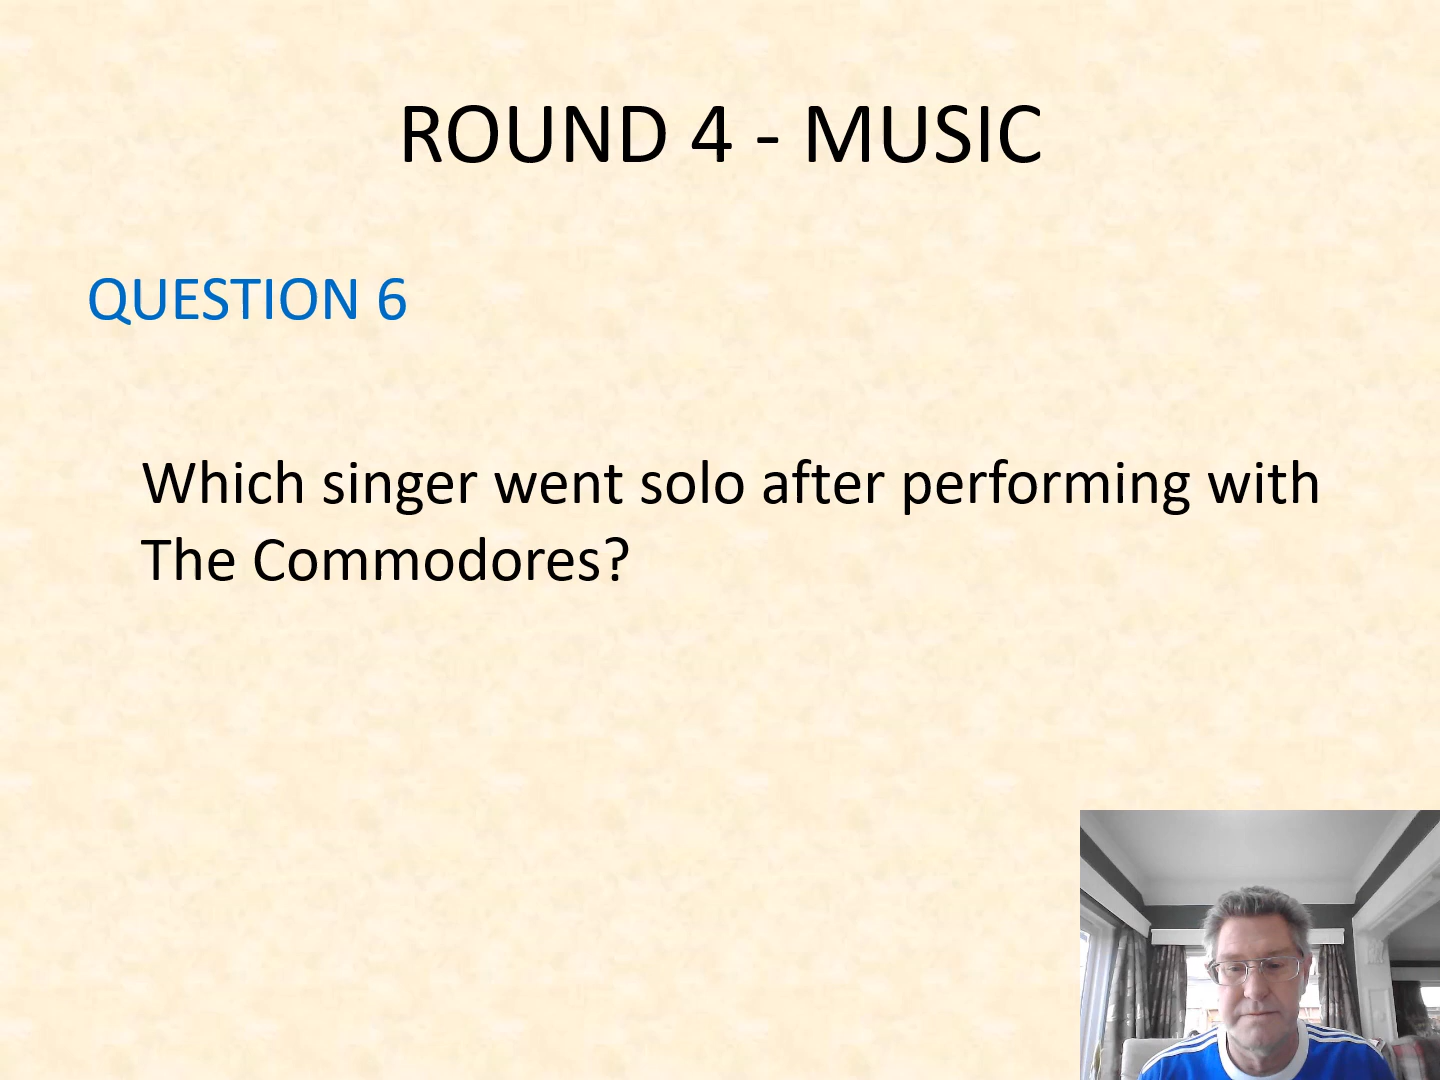 ROUND 4 - MUSIC
QUESTION 6
Which singer went solo after performing with
The Commodores?